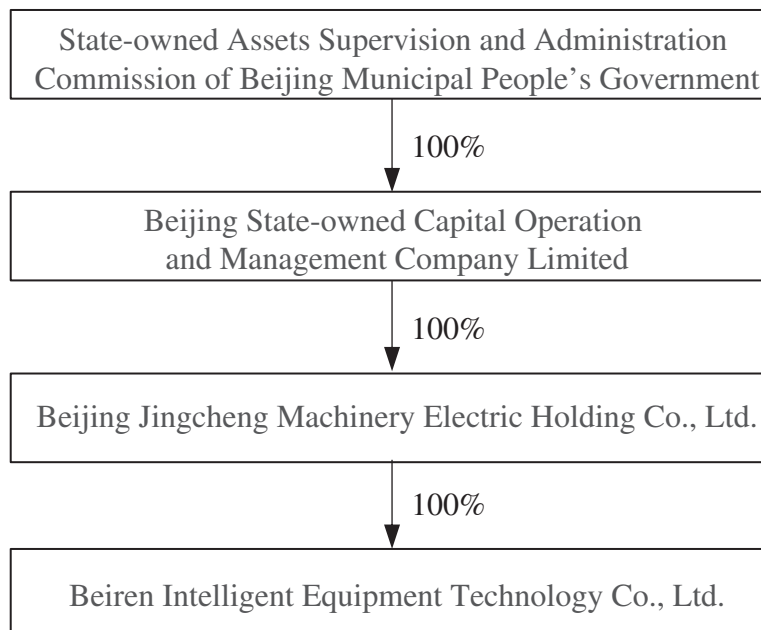 State-owned Assets Supervision and Administration
Commission of Beijing Municipal People’s Government
100%
Beijing State-owned Capital Operation
and Management Company Limited
100%
Beijing Jingcheng Machinery Electric Holding Co., Ltd.
100%
Beiren Intelligent Equipment Technology Co., Ltd.